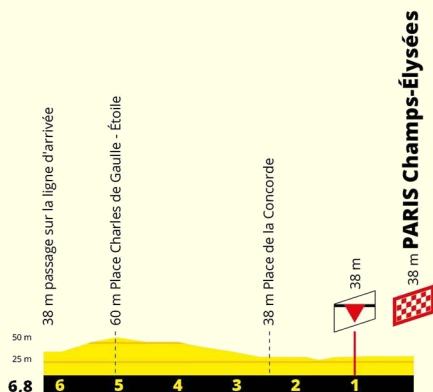 38 m passage sur la ligne d'arrivée
60 m Place Charles de Gaulle - Étoile
38 m Place de la Concorde
38 m
38 m PARIS Champs-Élysées
50 m
25 m
6.8 6 5 4 3 2 1